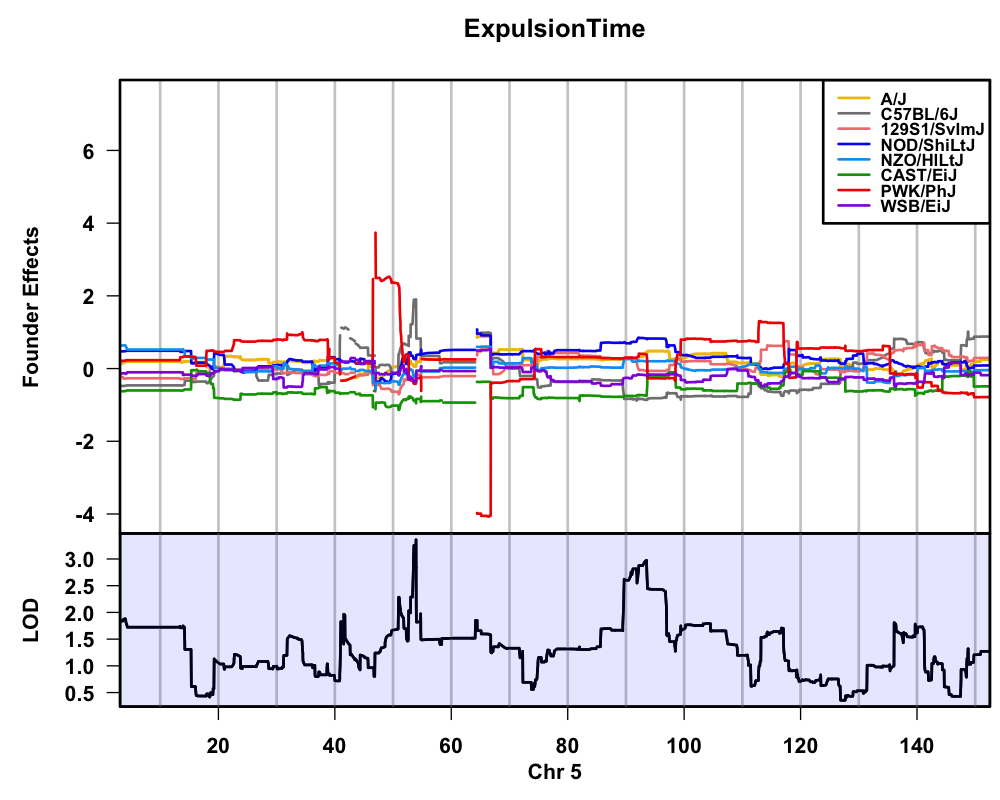 ExpulsionTime
A/J
C57BL/6J
129S1/SvImJ
NOD/ShiLtJ
NZO/HILtJ
CAST/EiJ
PWK/PhJ
WSB/EiJ
Founder Effects
6
4
2
0
-2
-4
LOD
3.0
2.5
2.0
1.5
1.0
0.5
20 40 60 80 100 120 140
Chr 5